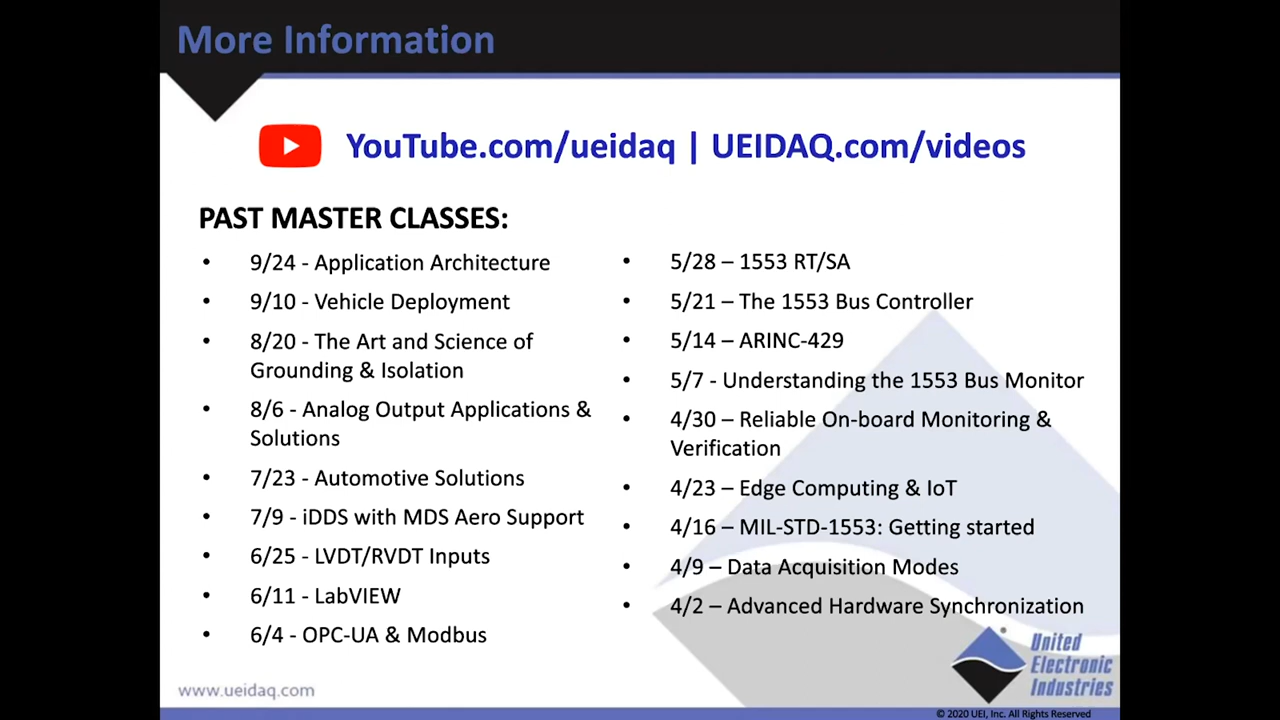 More Information
YouTube.com/ueidaq | UEIDAQ.com/videos
PAST MASTER CLASSES:
• 9/24 - Application Architecture
• 9/10 - Vehicle Deployment
• 8/20 - The Art and Science of
Grounding & Isolation
• 8/6 - Analog Output Applications &
Solutions
• 7/23 - Automotive Solutions
• 7/9 - iDDS with MDS Aero Support
• 6/25 - LVDT/RVDT Inputs
• 6/11 - LabVIEW
• 6/4 - OPC-UA & Modbus
• 5/28 – 1553 RT/SA
• 5/21 – The 1553 Bus Controller
• 5/14 – ARINC-429
• 5/7 - Understanding the 1553 Bus Monitor
• 4/30 – Reliable On-board Monitoring &
Verification
• 4/23 – Edge Computing & IoT
• 4/16 – MIL-STD-1553: Getting started
• 4/9 – Data Acquisition Modes
• 4/2 – Advanced Hardware Synchronization
United
Electronic
Industries
www.ueidaq.com
© 2020 UEI, Inc. All Rights Reserved